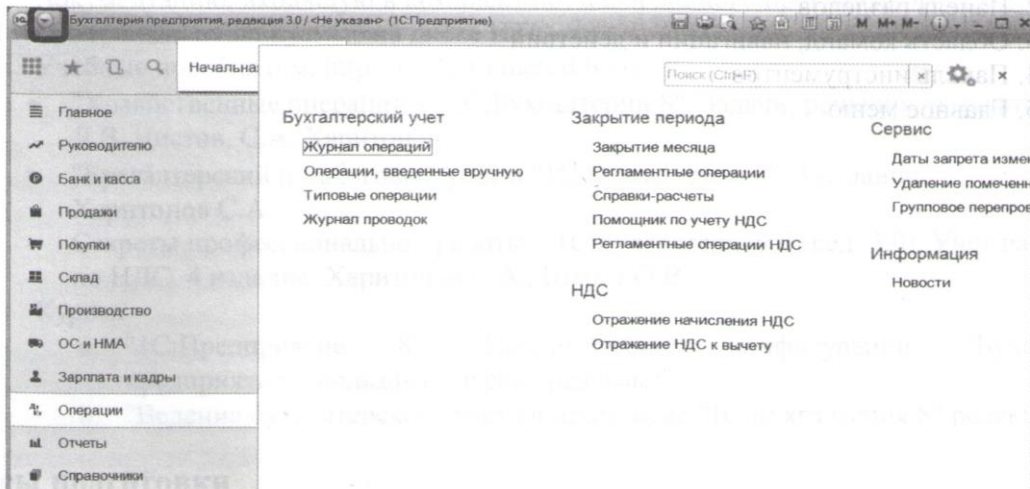 Бухгалтерия предприятия, редакция 3.0 / <Не указан> (1С:Предприятие)
M M+ M-
Начальна
Поиск (Ctrl+F)
Главное
Руководителю
Банк и касса
Продажи
Покупки
Склад
Производство
ОС и НМА
Зарплата и кадры
Операции
Отчеты
Справочники
Бухгалтерский учет
Журнал операций
Операции, введенные вручную
Типовые операции
Журнал проводок
Закрытие периода
Закрытие месяца
Регламентные операции
Справки-расчеты
Помощник по учету НДС
Регламентные операции НДС
НДС
Отражение начисления НДС
Отражение НДС к вычету
Сервис
Даты запрета измен
Удаление помеченн
Групповое перепров
Информация
Новости